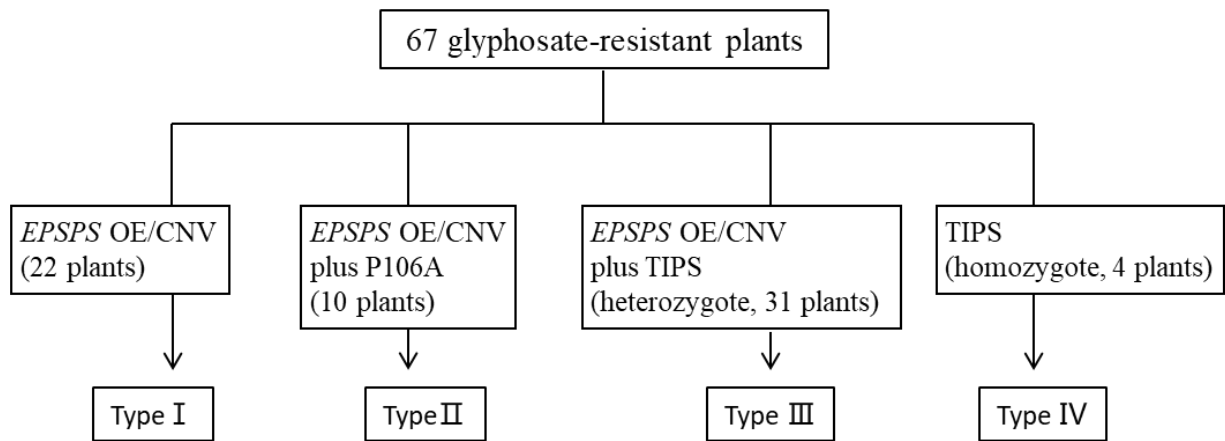 67 glyphosate-resistant plants
EPSPS OE/CNV
(22 plants)
EPSPS OE/CNV
plus P106A
(10 plants)
EPSPS OE/CNV
plus TIPS
(heterozygote, 31 plants)
TIPS
(homozygote, 4 plants)
Type Ⅰ
Type Ⅱ
Type Ⅲ
Type Ⅳ